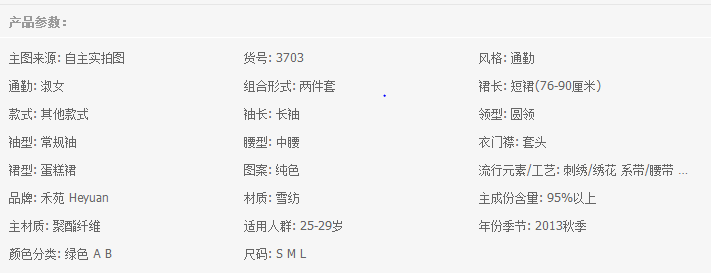 产品参数:
主图来源: 自主实拍图 货号: 3703 风格: 通勤
通勤: 淑女 组合形式: 两件套 裙长: 短裙(76-90厘米)
款式: 其他款式 袖长: 长袖 领型: 圆领
袖型: 常规袖 腰型: 中腰 衣门襟: 套头
裙型: 蛋糕裙 图案: 纯色 流行元素/工艺: 刺绣/绣花 系带/腰带 ...
品牌: 禾苑 Heyuan 材质: 雪纺 主成份含量: 95%以上
主材质: 聚酯纤维 适用人群: 25-29岁 年份季节: 2013秋季
颜色分类: 绿色 A B 尺码: S M L